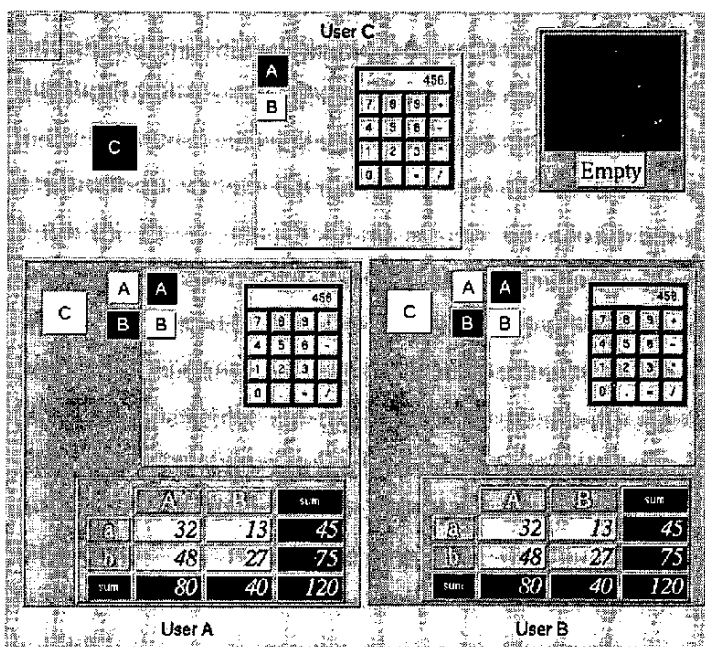 User C
A
B
C
456.
7 8 9 +
4 5 6 -
1 2 3 *
0 . = /
Empty
C
A A
B B
456
7 8 9 +
4 5 6 -
1 2 3
0 . = /
A B sum
a 32 13 45
b 48 27 75
sum 80 40 120
User A
C
A A
B B
456
7 8 9 +
4 5 6 -
1 2 3 *
0 . = /
A B sum
a 32 13 45
b 48 27 75
sum 80 40 120
User B